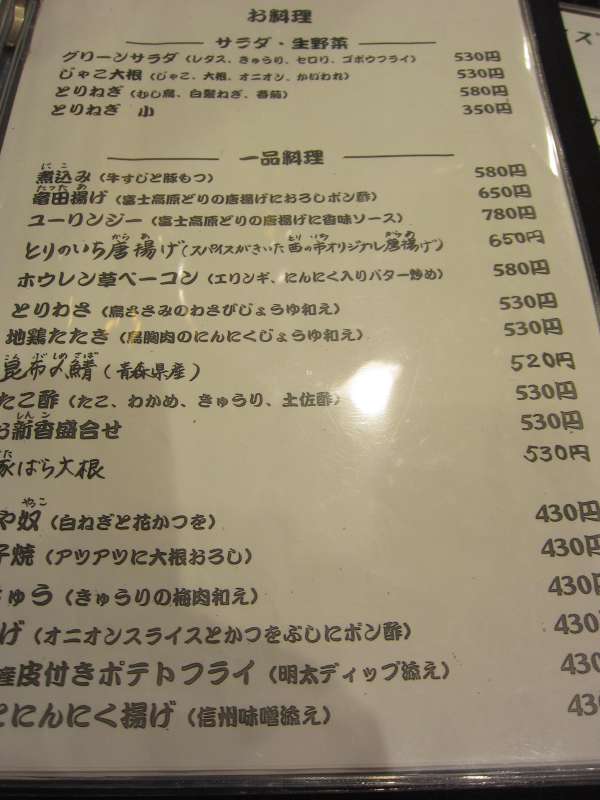 お料理
サラダ・生野菜
グリーンサラダ（レタス、きゅうり、セロリ、ゴボウフライ） 530円
じゃこ大根（じゃこ、大根、オニオン、かいわれ） 530円
とりねぎ（むし鳥、白髪ねぎ、香菊） 580円
とりねぎ 小 350円
一品料理
煮込み（牛すじと豚もつ） 580円
竜田揚げ（富士高原どりの唐揚げにおろしポン酢） 650円
ユーリンジー（富士高原どりの唐揚げに香味ソース） 780円
とりのいち唐揚げ（スパイスがきいた酉の市オリジナル唐揚げ） 650円
ホウレン草ベーコン（エリンギ、にんにく入りバター炒め） 580円
とりわさ（鳥ささみのわさびじょうゆ和え） 530円
地鶏たたき（鳥胸肉のにんにくじょうゆ和え） 530円
昆布〆鯖（青森県産） 520円
たこ酢（たこ、わかめ、きゅうり、土佐酢） 530円
お新香盛合せ 530円
豚ばら大根 530円
や奴（白ねぎと花かつを） 430円
子焼（アツアツに大根おろし） 430円
きゅう（きゅうりの梅肉和え） 430円
げ（オニオンスライスとかつをぶしにポン酢） 430円
産皮付きポテトフライ（明太ディップ添え） 430
にんにく揚げ（信州味噌添え） 430